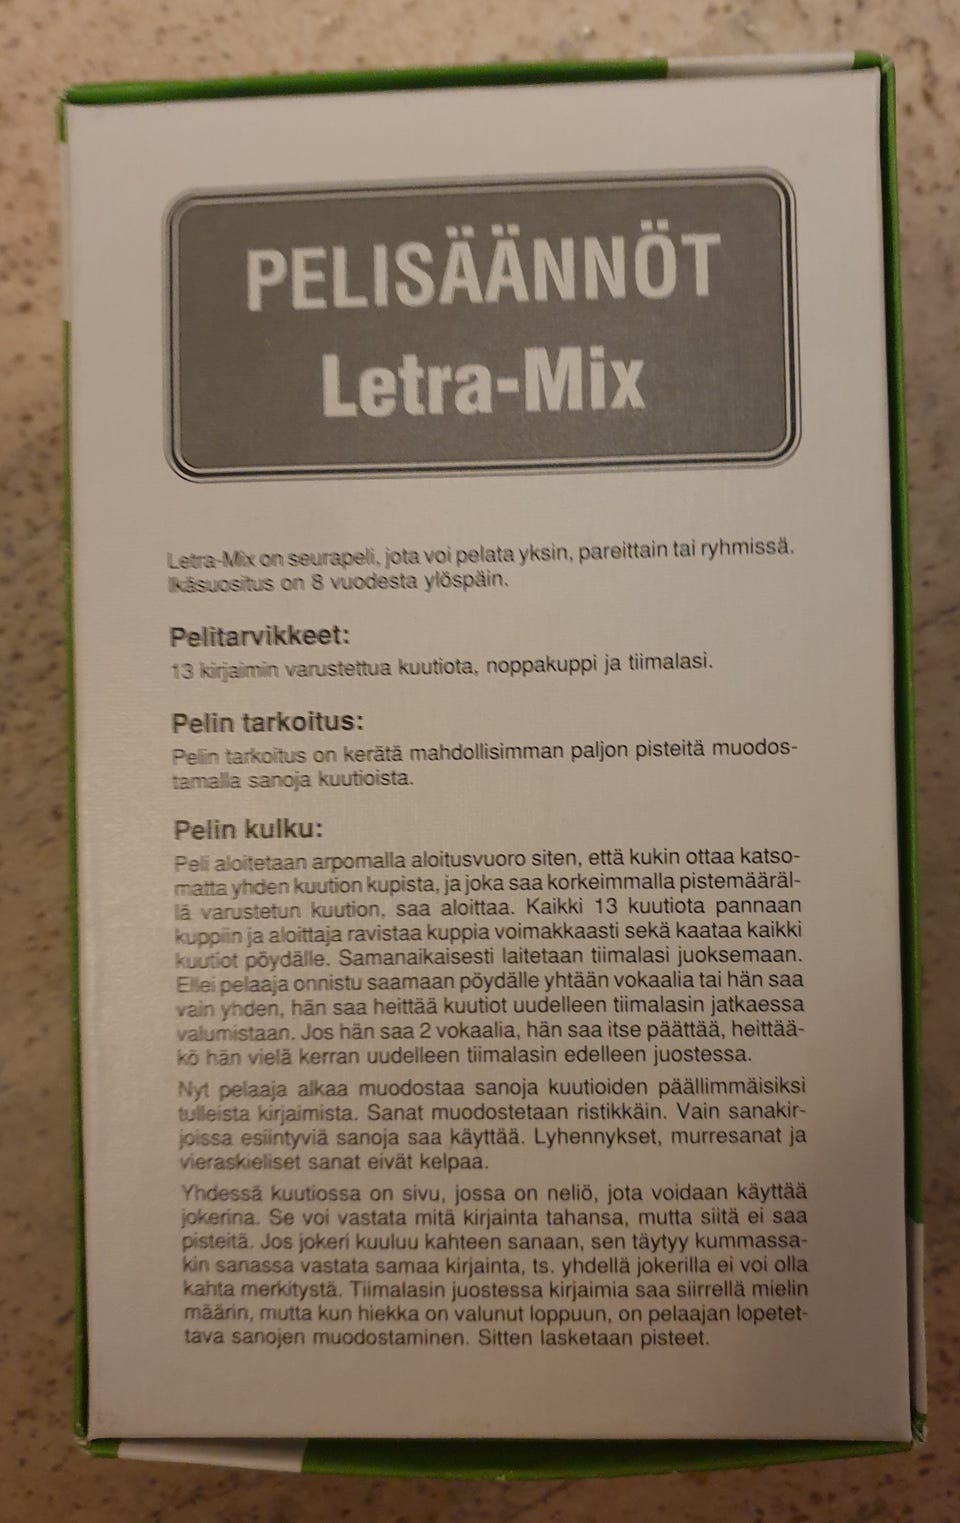 PELISÄÄNNÖT
Letra-Mix
Letra-Mix on seurapeli, jota voi pelata yksin, pareittain tai ryhmissä.
Ikäsuositus on 8 vuodesta ylöspäin.
Pelitarvikkeet:
13 kirjaimin varustettua kuutiota, noppakuppi ja tiimalasi.
Pelin tarkoitus:
Pelin tarkoitus on kerätä mahdollisimman paljon pisteitä muodos-
tamalla sanoja kuutioista.
Pelin kulku:
Peli aloitetaan arpomalla aloitusvuoro siten, että kukin ottaa katso-
matta yhden kuution kupista, ja joka saa korkeimmalla pistemääräl-
lä varustetun kuution, saa aloittaa. Kaikki 13 kuutiota pannaan
kuppiin ja aloittaja ravistaa kuppia voimakkaasti sekä kaataa kaikki
kuutiot pöydälle. Samanaikaisesti laitetaan tiimalasi juoksemaan.
Ellei pelaaja onnistu saamaan pöydälle yhtään vokaalia tai hän saa
vain yhden, hän saa heittää kuutiot uudelleen tiimalasin jatkaessa
valumistaan. Jos hän saa 2 vokaalia, hän saa itse päättää, heittää-
kö hän vielä kerran uudelleen tiimalasin edelleen juostessa.
Nyt pelaaja alkaa muodostaa sanoja kuutioiden päällimmäisiksi
tulleista kirjaimista. Sanat muodostetaan ristikkäin. Vain sanakir-
joissa esiintyviä sanoja saa käyttää. Lyhennykset, murresanat ja
vieraskieliset sanat eivät kelpaa.
Yhdessä kuutiossa on sivu, jossa on neliö, jota voidaan käyttää
jokerina. Se voi vastata mitä kirjainta tahansa, mutta siitä ei saa
pisteitä. Jos jokeri kuuluu kahteen sanaan, sen täytyy kummassa-
kin sanassa vastata samaa kirjainta, ts. yhdellä jokerilla ei voi olla
kahta merkitystä. Tiimalasin juostessa kirjaimia saa siirrellä mielin
määrin, mutta kun hiekka on valunut loppuun, on pelaajan lopetet-
tava sanojen muodostaminen. Sitten lasketaan pisteet.